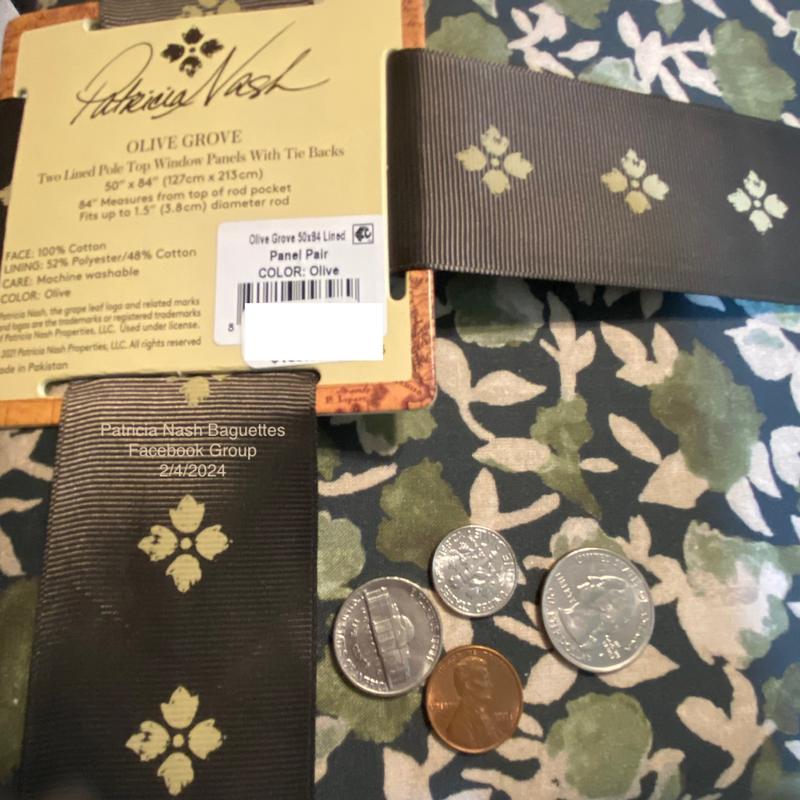 Patricia Nash
OLIVE GROVE
Two Lined Pole Top Window Panels With Tie Backs
50" x 84" (127cm x 213cm)
84" Measures from top of rod pocket
Fits up to 1.5" (3.8cm) diameter rod
FACE: 100% Cotton
LINING: 52% Polyester/48% Cotton
CARE: Machine washable
COLOR: Olive
Patricia Nash, the grape leaf logo and related marks
and logos are the trademarks or registered trademarks
of Patricia Nash Properties, LLC. Used under license.
2021 Patricia Nash Properties, LLC. All rights reserved
ade in Pakistan
Olive Grove 50x84 Lined
Panel Pair
COLOR: Olive
8
Patricia Nash Baguettes
Facebook Group
2/4/2024